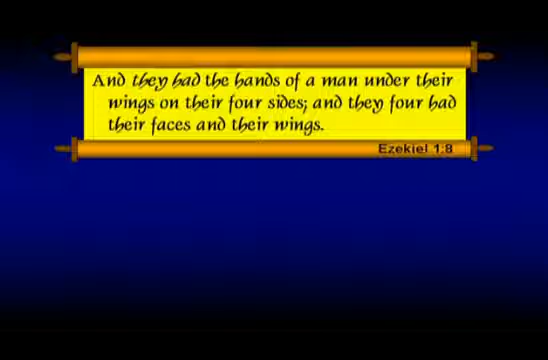 And they had the hands of a man under their
wings on their four sides; and they four had
their faces and their wings.
Ezekiel 1:8